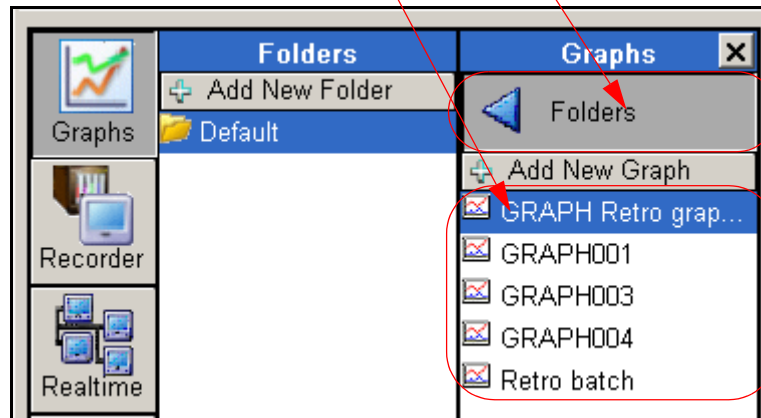 Graphs
Recorder
Realtime
Folders
Add New Folder
Default
Graphs
Folders
Add New Graph
GRAPH Retro grap...
GRAPH001
GRAPH003
GRAPH004
Retro batch